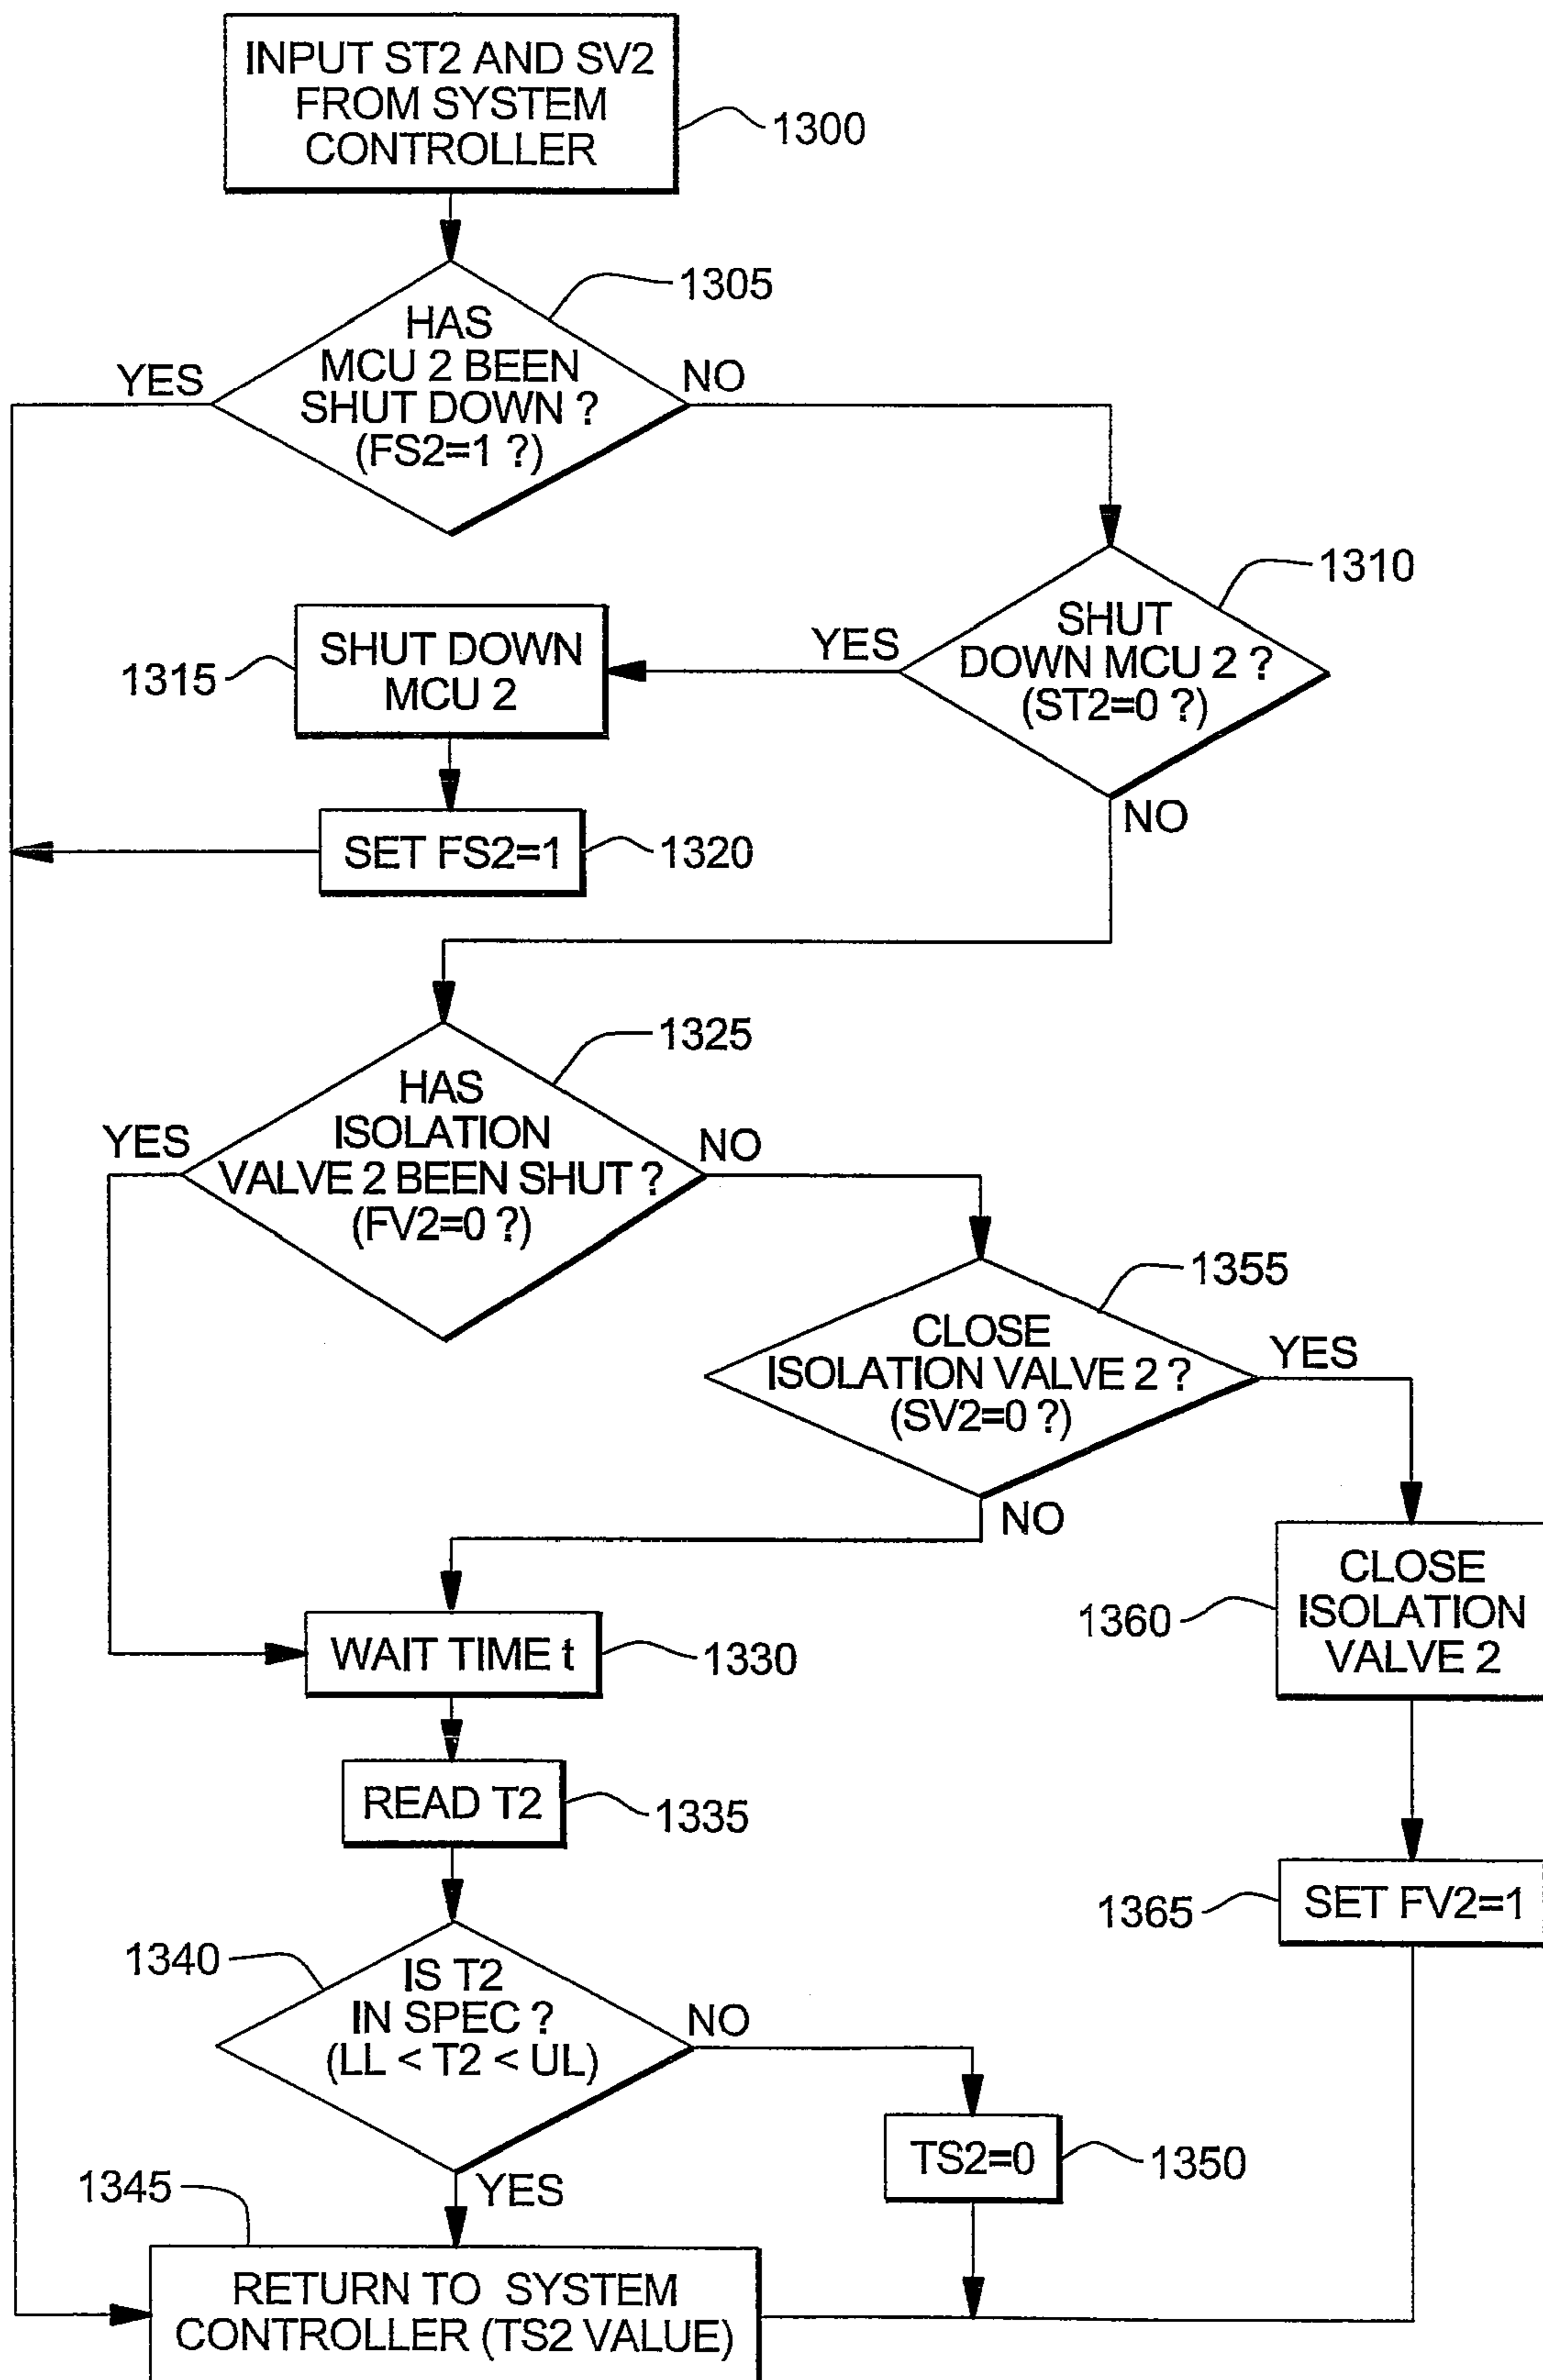 INPUT ST2 AND SV2
FROM SYSTEM
CONTROLLER
1300
1305
HAS
MCU 2 BEEN
SHUT DOWN ?
(FS2=1 ?)
YES
NO
1310
SHUT
DOWN MCU 2 ?
(ST2=0 ?)
YES
NO
SHUT DOWN
MCU 2
1315
SET FS2=1
1320
1325
HAS
ISOLATION
VALVE 2 BEEN SHUT ?
(FV2=0 ?)
YES
NO
1355
CLOSE
ISOLATION VALVE 2 ?
(SV2=0 ?)
YES
NO
CLOSE
ISOLATION
VALVE 2
1360
WAIT TIME t
1330
READ T2
1335
SET FV2=1
1365
1340
IS T2
IN SPEC ?
(LL < T2 < UL)
NO
YES
TS2=0
1350
1345
RETURN TO SYSTEM
CONTROLLER (TS2 VALUE)